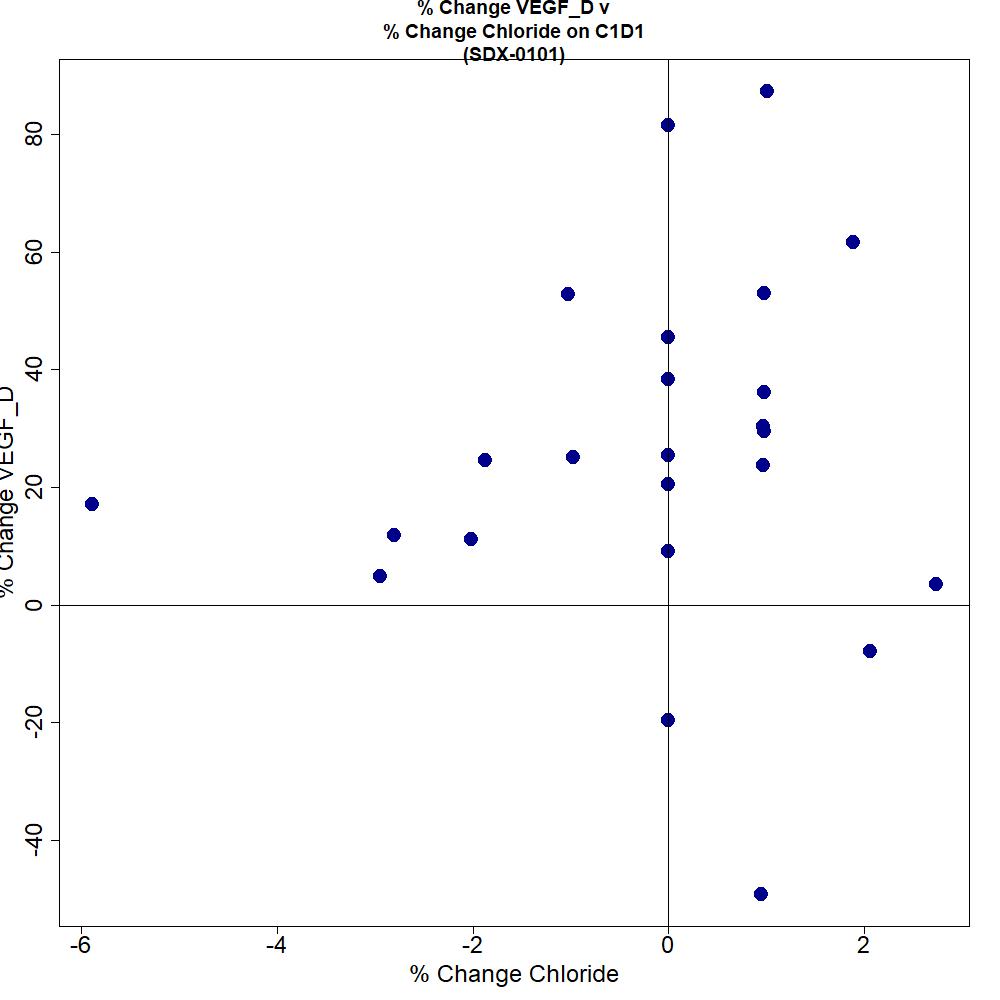 % Change VEGF_D v
% Change Chloride on C1D1
(SDX-0101)
80
60
40
20
0
-20
-40
% Change VEGF_D
-6
-4
-2
0
2
% Change Chloride